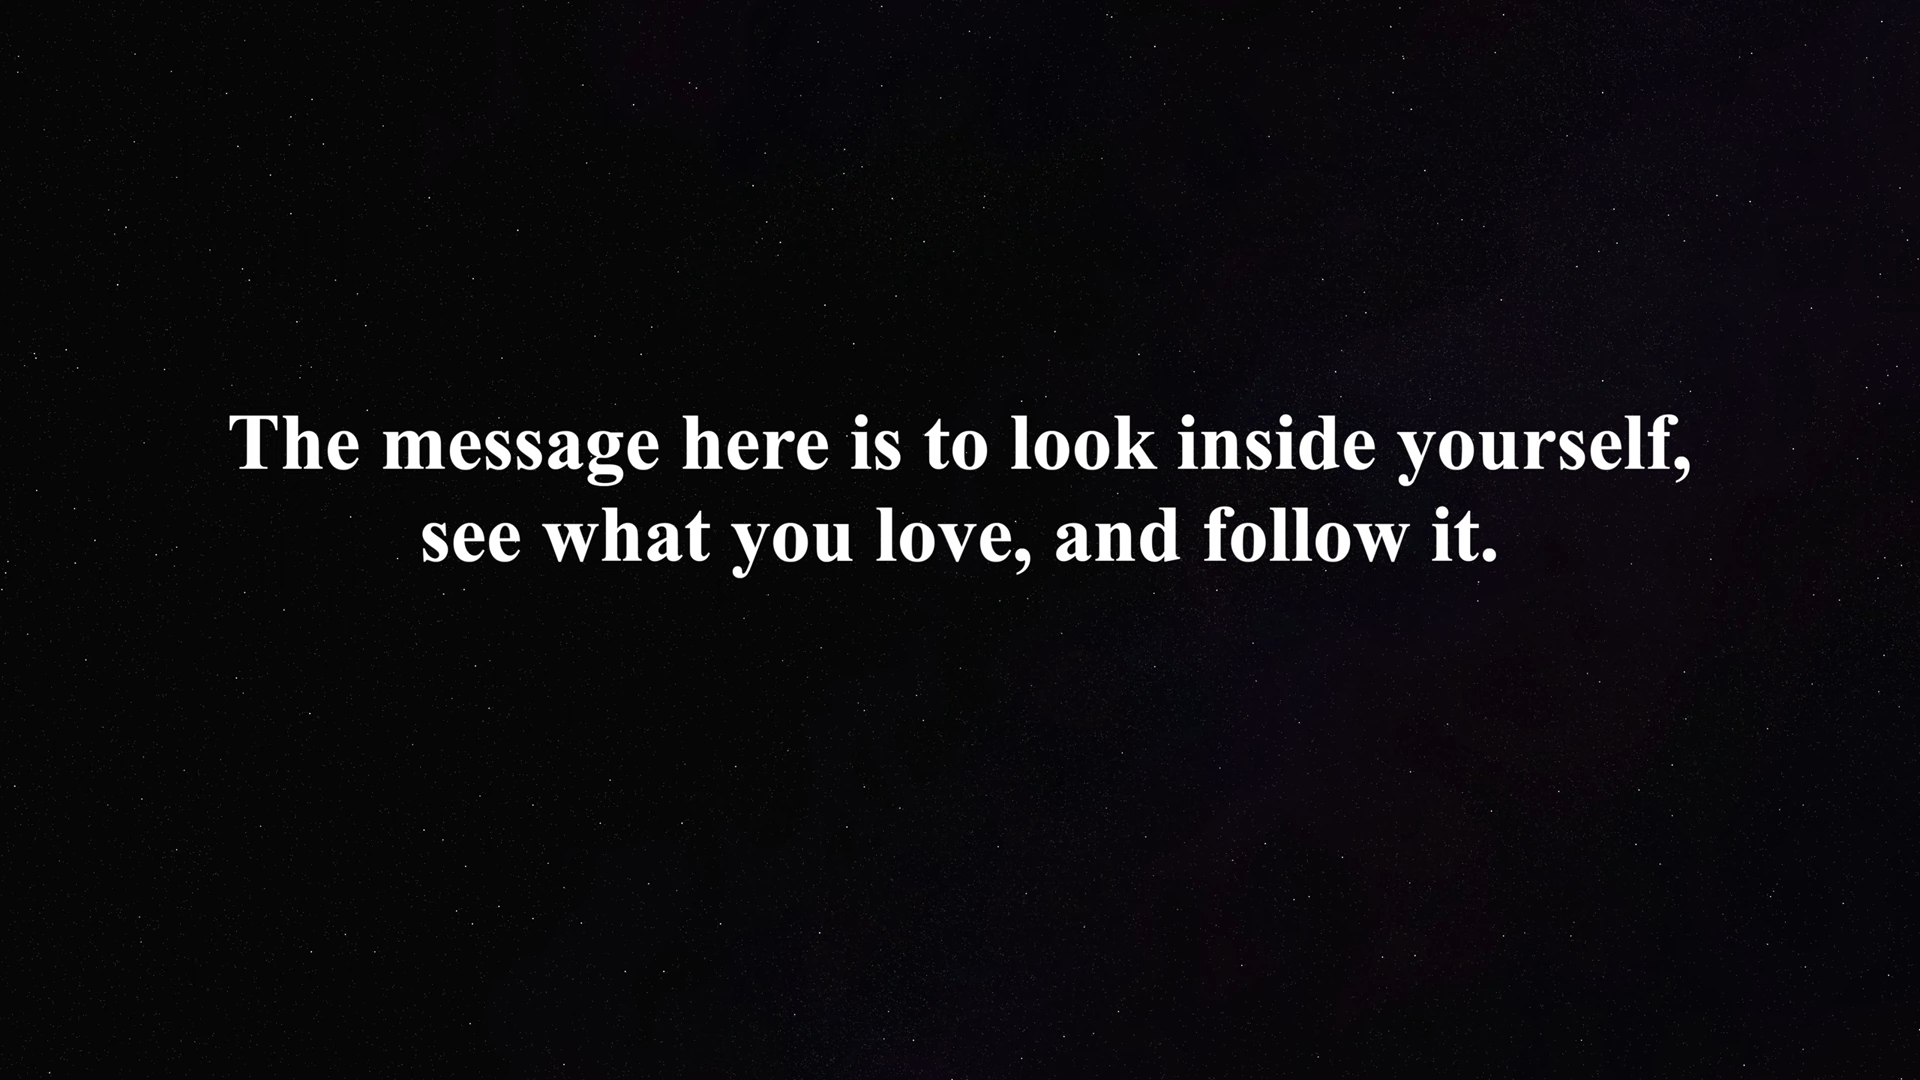 The message here is to look inside yourself,
see what you love, and follow it.